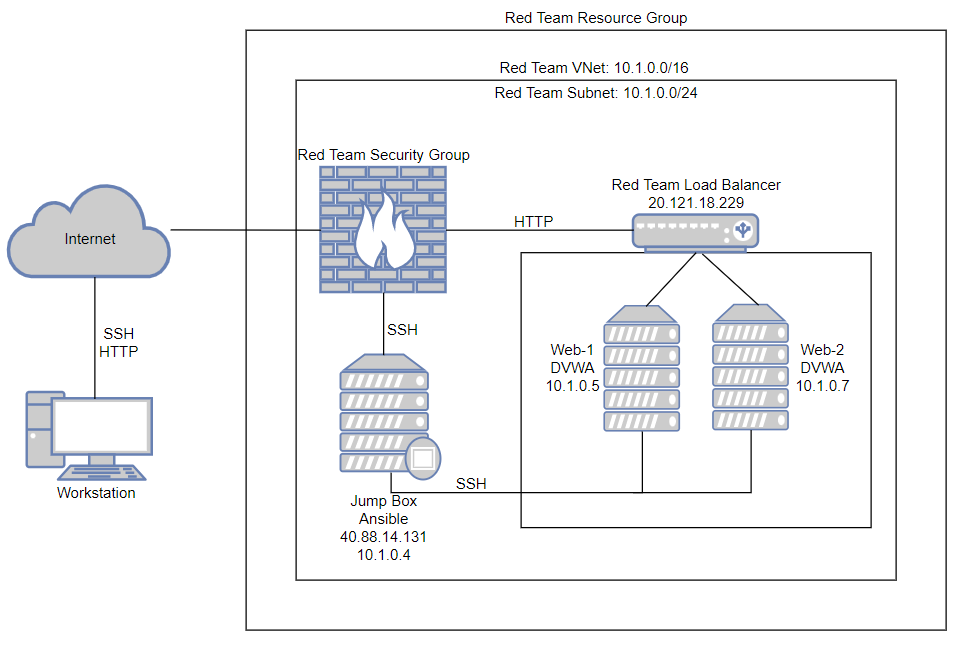 Red Team Resource Group
Red Team VNet: 10.1.0.0/16
Red Team Subnet: 10.1.0.0/24
Red Team Security Group
Red Team Load Balancer
20.121.18.229
HTTP
Internet
SSH
HTTP
Workstation
SSH
Web-1
DVWA
10.1.0.5
Web-2
DVWA
10.1.0.7
SSH
Jump Box
Ansible
40.88.14.131
10.1.0.4